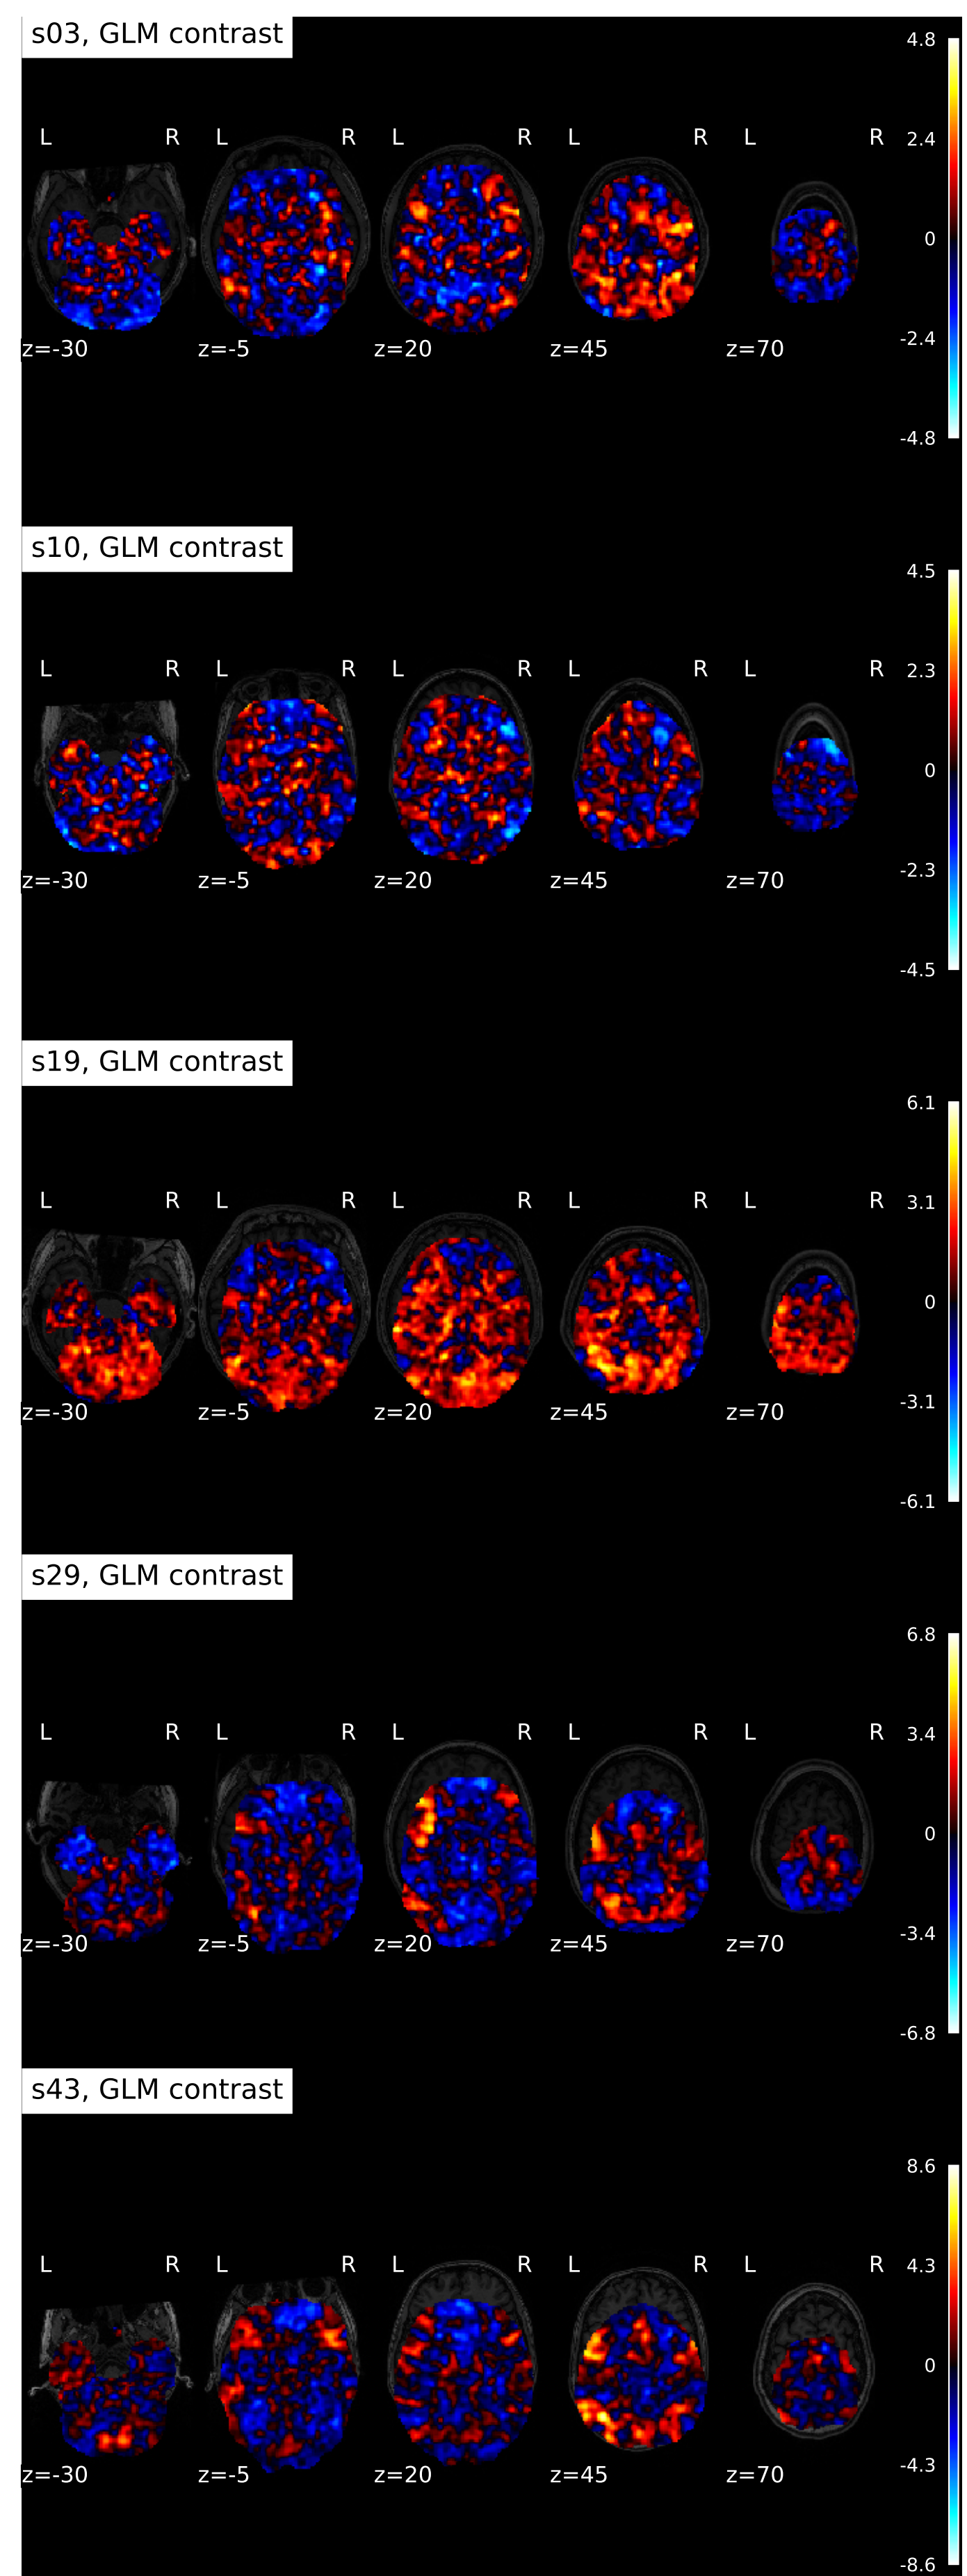 s03, GLM contrast
4.8
L R L R L R L R L R
2.4
0
-2.4
z=-30 z=-5 z=20 z=45 z=70
-4.8
s10, GLM contrast
4.5
L R L R L R L R L R
2.3
0
-2.3
z=-30 z=-5 z=20 z=45 z=70
-4.5
s19, GLM contrast
6.1
L R L R L R L R L R
3.1
0
-3.1
z=-30 z=-5 z=20 z=45 z=70
-6.1
s29, GLM contrast
6.8
L R L R L R L R L R
3.4
0
-3.4
z=-30 z=-5 z=20 z=45 z=70
-6.8
s43, GLM contrast
8.6
L R L R L R L R L R
4.3
0
-4.3
z=-30 z=-5 z=20 z=45 z=70
-8.6